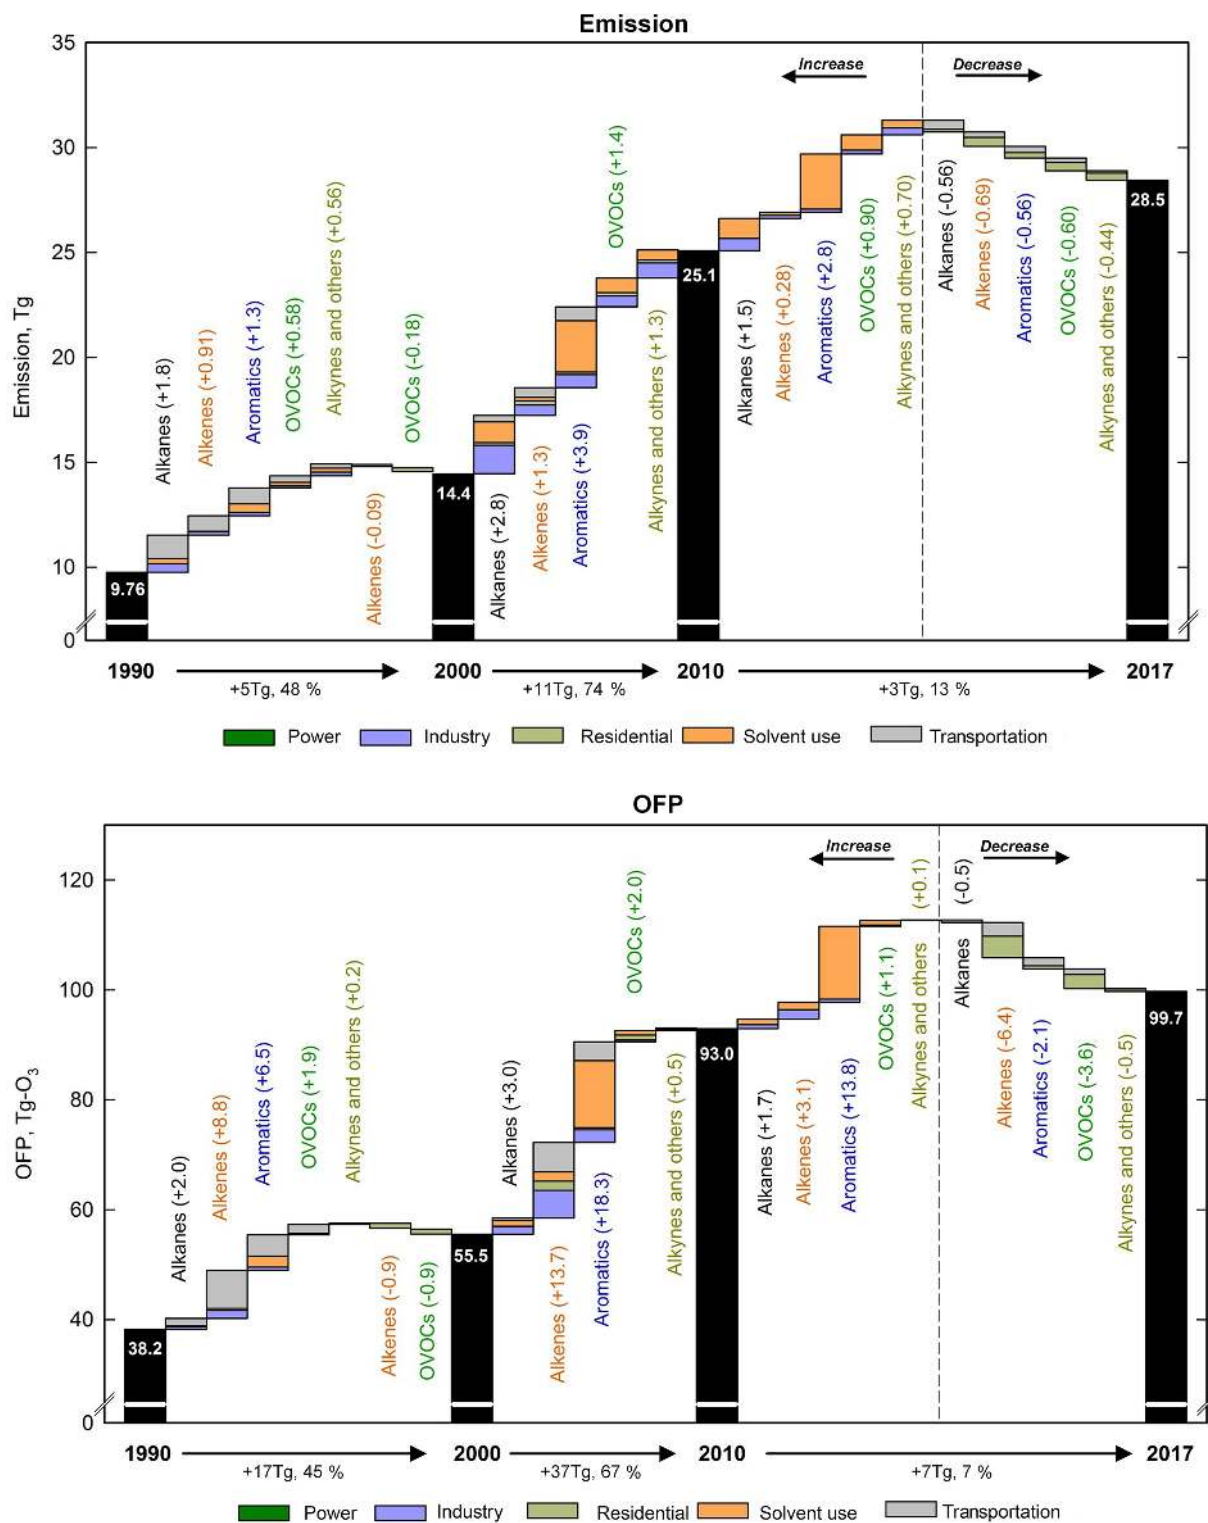 Emission
Increase
Decrease
35
30
25
20
15
10
0
Emission, Tg
9.76
Alkanes (+1.8)
Alkenes (+0.91)
Aromatics (+1.3)
OVOCs (+0.58)
Alkynes and others (+0.56)
Alkenes (-0.09)
OVOCs (-0.18)
14.4
Alkanes (+2.8)
Alkenes (+1.3)
Aromatics (+3.9)
OVOCs (+1.4)
Alkynes and others (+1.3)
25.1
Alkanes (+1.5)
Alkenes (+0.28)
Aromatics (+2.8)
OVOCs (+0.90)
Alkynes and others (+0.70)
Alkanes (-0.56)
Alkenes (-0.69)
Aromatics (-0.56)
OVOCs (-0.60)
Alkynes and others (-0.44)
28.5
1990
2000
2010
2017
+5Tg, 48 %
+11Tg, 74 %
+3Tg, 13 %
Power
Industry
Residential
Solvent use
Transportation
OFP
Increase
Decrease
120
100
80
60
40
0
OFP, Tg-O₃
38.2
Alkanes (+2.0)
Alkenes (+8.8)
Aromatics (+6.5)
OVOCs (+1.9)
Alkynes and others (+0.2)
Alkenes (-0.9)
OVOCs (-0.9)
55.5
Alkanes (+3.0)
Alkenes (+13.7)
Aromatics (+18.3)
OVOCs (+2.0)
Alkynes and others (+0.5)
93.0
Alkanes (+1.7)
Alkenes (+3.1)
Aromatics (+13.8)
OVOCs (+1.1)
Alkynes and others (+0.1)
Alkanes (-0.5)
Alkenes (-6.4)
Aromatics (-2.1)
OVOCs (-3.6)
Alkynes and others (-0.5)
99.7
1990
2000
2010
2017
+17Tg, 45 %
+37Tg, 67 %
+7Tg, 7 %
Power
Industry
Residential
Solvent use
Transportation